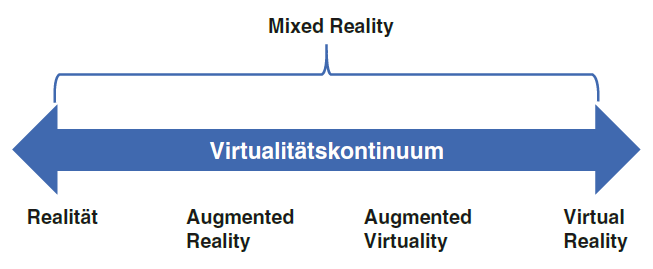 Mixed Reality
Virtualitätskontinuum
Realität
Augmented
Reality
Augmented
Virtuality
Virtual
Reality